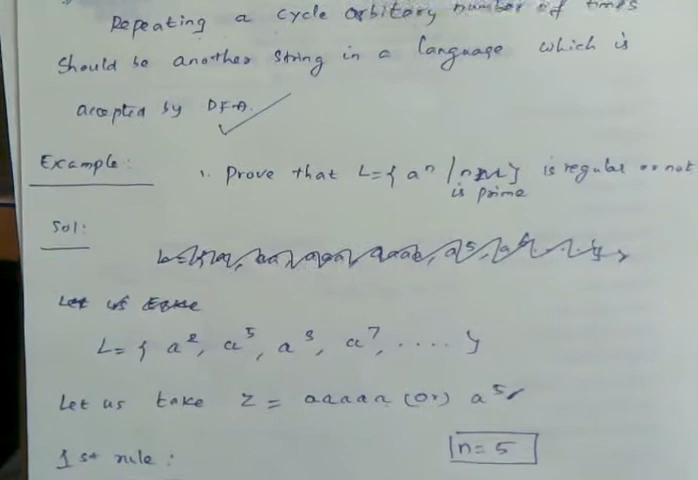 Repeating a cycle orbitary number of times
should be another string in a language which is
accepted by DFA.
Example: 1. Prove that L={ a^n / n is prime } is regular or not
Sol:
Let us
L= { a^2, a^5, a^3, a^7, .... }
Let us take z = aaaaa (or) a^5
1st rule: n=5